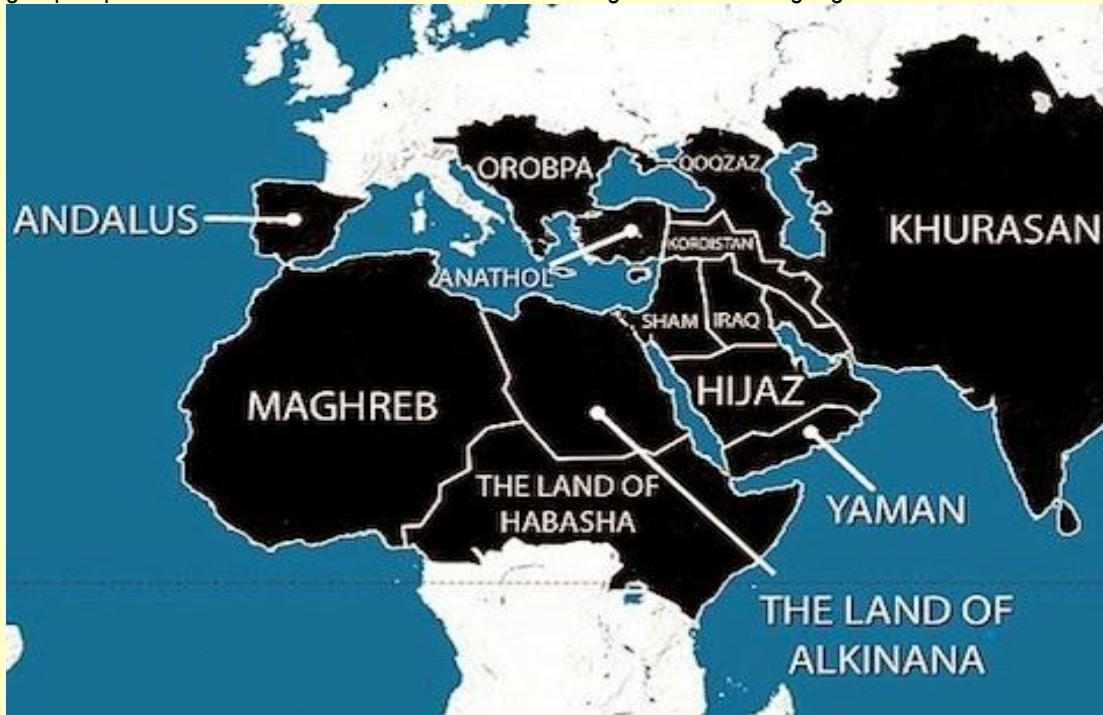 OROBPA
QOQZAZ
ANDALUS
KHURASAN
KORDISTAN
ANATHOL
SHAM
IRAQ
HIJAZ
MAGHREB
THE LAND OF
HABASHA
YAMAN
THE LAND OF
ALKINANA